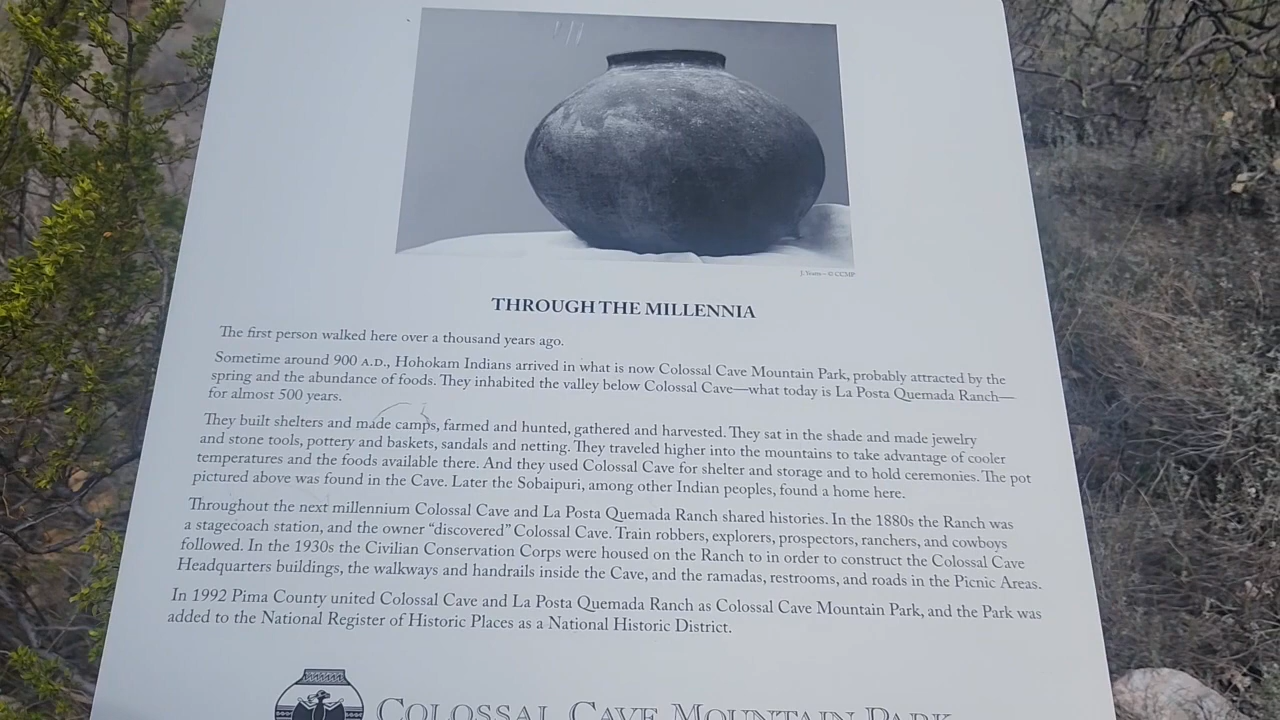 J. Yearn – © CCMP
THROUGH THE MILLENNIA
The first person walked here over a thousand years ago.
Sometime around 900 A.D., Hohokam Indians arrived in what is now Colossal Cave Mountain Park, probably attracted by the
spring and the abundance of foods. They inhabited the valley below Colossal Cave—what today is La Posta Quemada Ranch—
for almost 500 years.
They built shelters and made camps, farmed and hunted, gathered and harvested. They sat in the shade and made jewelry
and stone tools, pottery and baskets, sandals and netting. They traveled higher into the mountains to take advantage of cooler
temperatures and the foods available there. And they used Colossal Cave for shelter and storage and to hold ceremonies. The pot
pictured above was found in the Cave. Later the Sobaipuri, among other Indian peoples, found a home here.
Throughout the next millennium Colossal Cave and La Posta Quemada Ranch shared histories. In the 1880s the Ranch was
a stagecoach station, and the owner “discovered” Colossal Cave. Train robbers, explorers, prospectors, ranchers, and cowboys
followed. In the 1930s the Civilian Conservation Corps were housed on the Ranch to in order to construct the Colossal Cave
Headquarters buildings, the walkways and handrails inside the Cave, and the ramadas, restrooms, and roads in the Picnic Areas.
In 1992 Pima County united Colossal Cave and La Posta Quemada Ranch as Colossal Cave Mountain Park, and the Park was
added to the National Register of Historic Places as a National Historic District.
COLOSSAL CAVE MOUNTAIN PARK